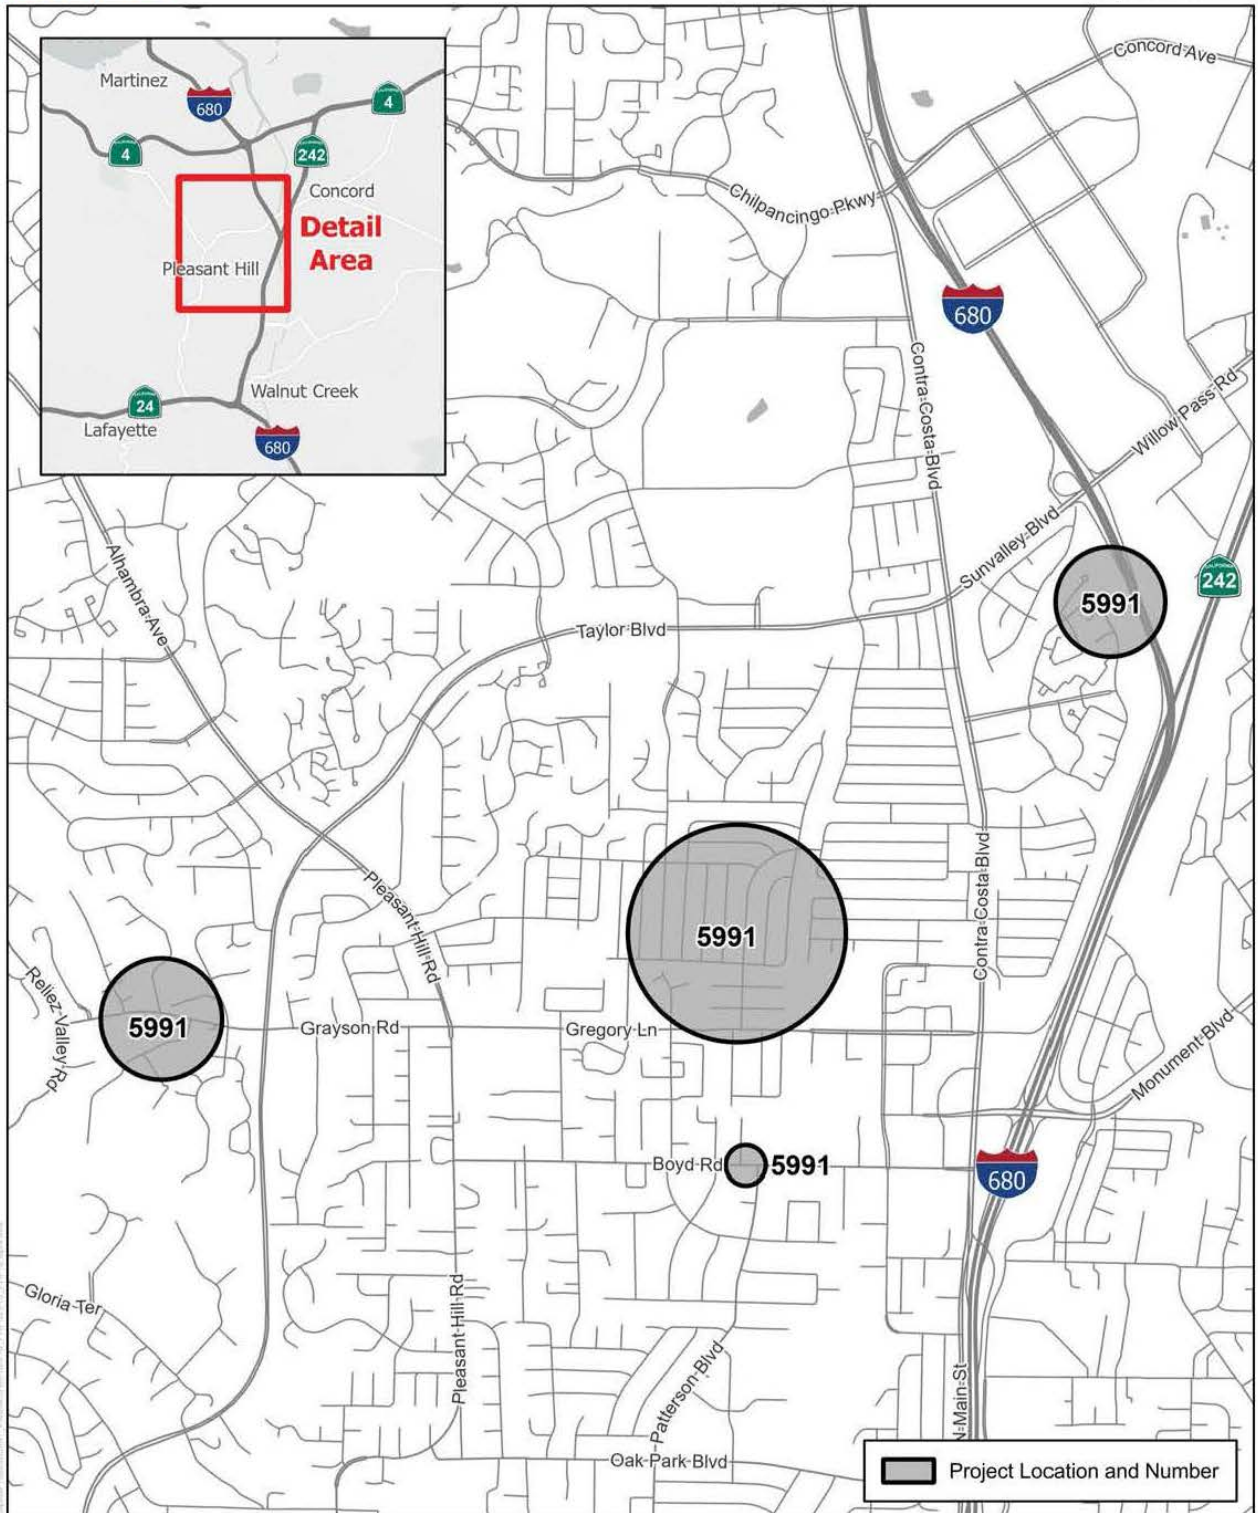 Concord Ave
Martinez
680
4
4
242
Concord
Detail
Area
Pleasant Hill
Walnut Creek
24
Lafayette
680
Chilpancingo Pkwy
680
Contra Costa Blvd
Willow Pass Rd
Sunvalley Blvd
Alhambra Ave
242
5991
Taylor Blvd
Pleasant Hill Rd
Contra Costa Blvd
5991
Reliez Valley Rd
5991
Grayson Rd
Gregory Ln
Monument Blvd
Boyd Rd
5991
680
Gloria Ter
Pleasant Hill Rd
Patterson Blvd
N Main St
Oak Park Blvd
Project Location and Number